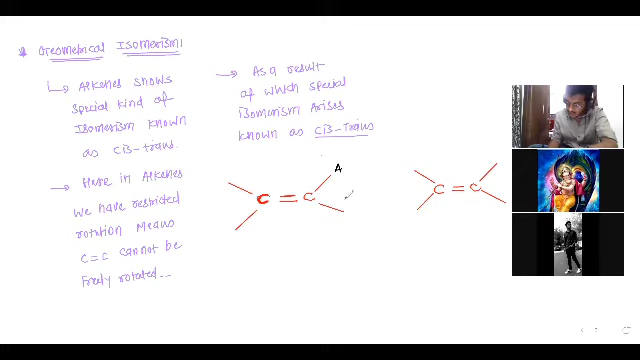 * Geometrical Isomerism
↳ Alkenes shows
special kind of
Isomerism known
as Cis-trans.
→ Here in Alkenes
we have restricted
rotation Means
C=C cannot be
freely rotated...
→ As a result
of which special
isomerism Arises
known as Cis-Trans
A
C = C
C = C